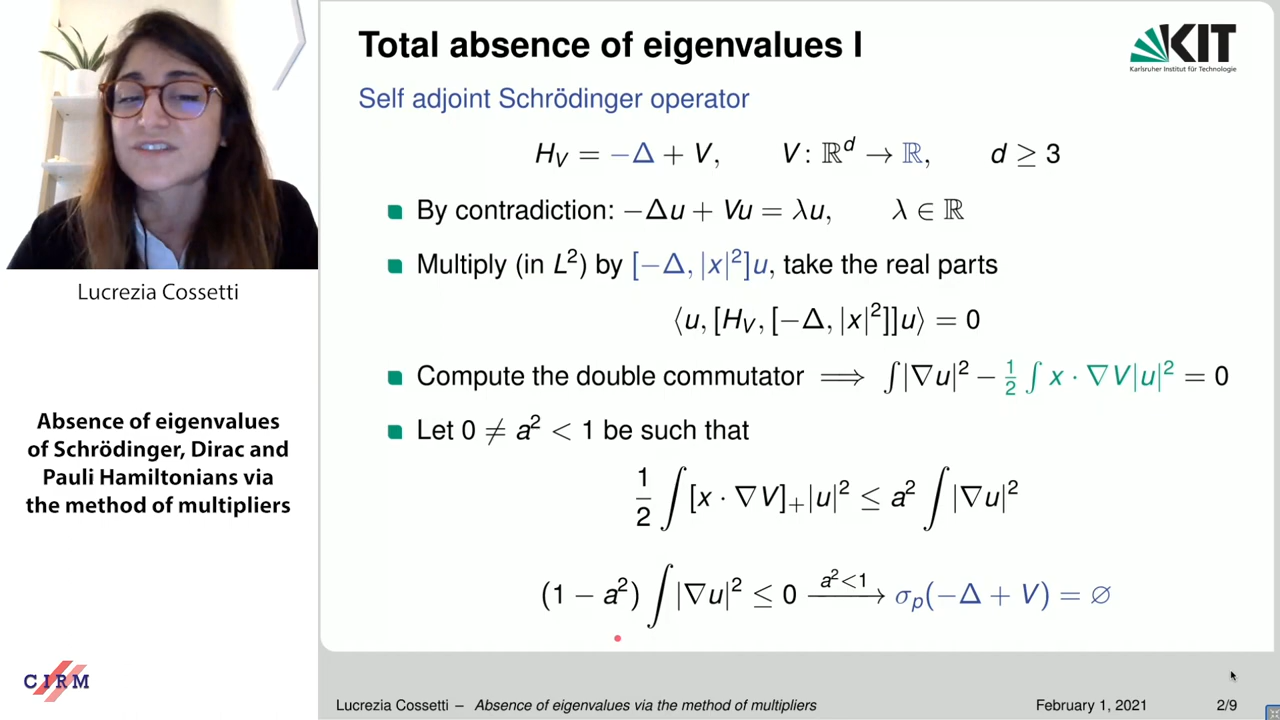 Total absence of eigenvalues I
KIT
Karlsruher Institut für Technologie
Self adjoint Schrödinger operator
H_V = −Δ + V, V: ℝ^d → ℝ, d ≥ 3
By contradiction: −Δu + Vu = λu, λ ∈ ℝ
Multiply (in L²) by [−Δ, |x|²]u, take the real parts
⟨u, [H_V, [−Δ, |x|²]]u⟩ = 0
Compute the double commutator ⟹ ∫|∇u|² − ½ ∫ x · ∇V|u|² = 0
Let 0 ≠ a² < 1 be such that
1/2 ∫ [x · ∇V]₊|u|² ≤ a² ∫ |∇u|²
(1 − a²) ∫ |∇u|² ≤ 0 a²<1 → σ_p(−Δ + V) = ∅
Lucrezia Cossetti
Absence of eigenvalues
of Schrödinger, Dirac and
Pauli Hamiltonians via
the method of multipliers
CIRM
Lucrezia Cossetti – Absence of eigenvalues via the method of multipliers February 1, 2021 2/9